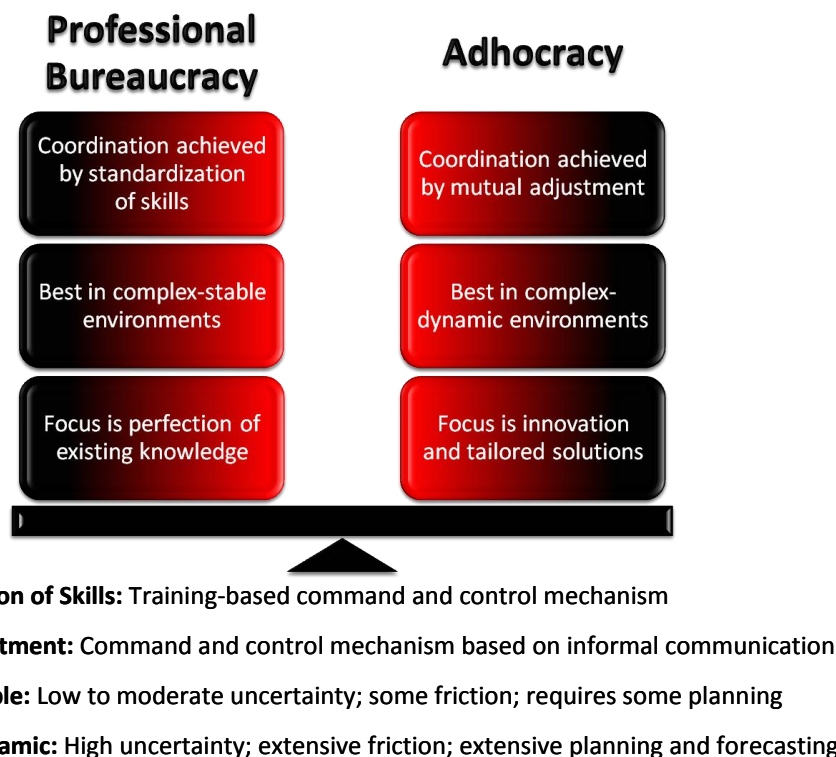 Professional
Bureaucracy
Coordination achieved
by standardization
of skills
Best in complex-stable
environments
Focus is perfection of
existing knowledge
Adhocracy
Coordination achieved
by mutual adjustment
Best in complex-
dynamic environments
Focus is innovation
and tailored solutions
on of Skills: Training-based command and control mechanism
tment: Command and control mechanism based on informal communication
ple: Low to moderate uncertainty; some friction; requires some planning
amic: High uncertainty; extensive friction; extensive planning and forecasting